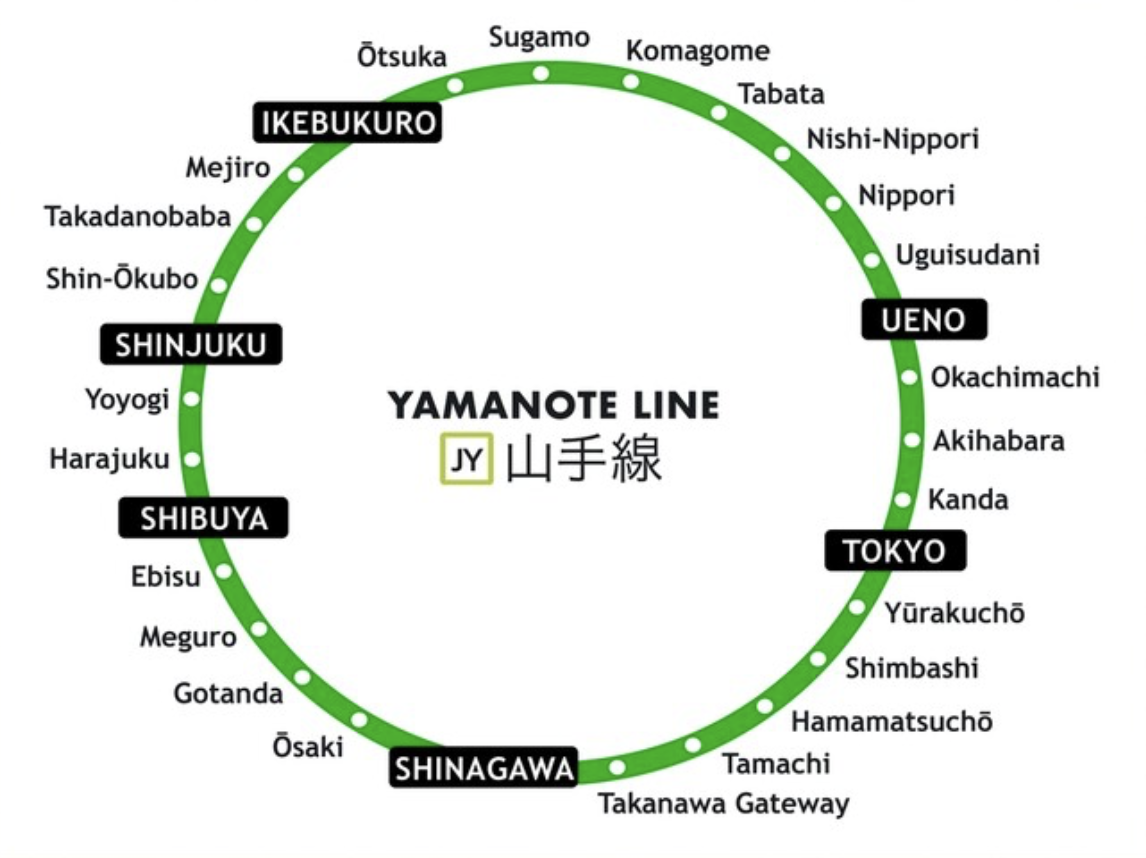 Sugamo
Ōtsuka
Komagome
Tabata
IKEBUKURO
Nishi-Nippori
Mejiro
Nippori
Takadanobaba
Uguisudani
Shin-Ōkubo
UENO
SHINJUKU
Okachimachi
Yoyogi
YAMANOTE LINE
Akihabara
JY 山手線
Harajuku
Kanda
SHIBUYA
TOKYO
Ebisu
Yūrakuchō
Meguro
Shimbashi
Gotanda
Hamamatsuchō
Ōsaki
Tamachi
SHINAGAWA
Takanawa Gateway